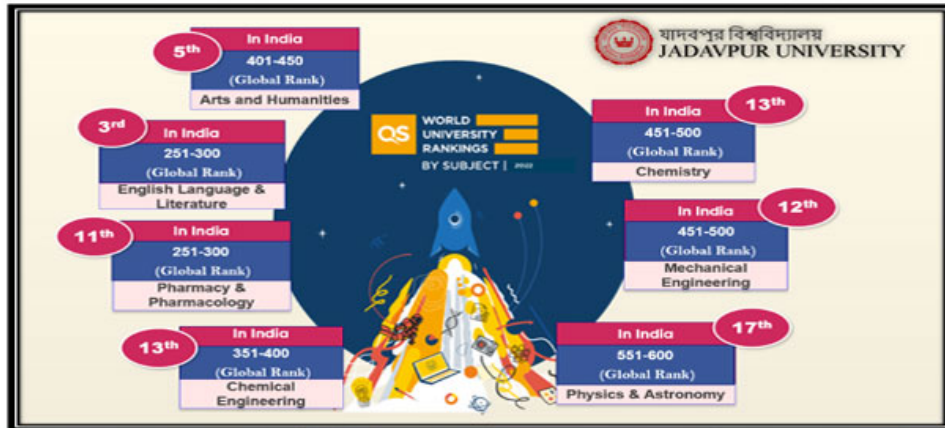 যাদবপুর বিশ্ববিদ্যালয়
JADAVPUR UNIVERSITY
QS WORLD
UNIVERSITY
RANKINGS
BY SUBJECT | 2022
5th
In India
401-450
(Global Rank)
Arts and Humanities
3rd
In India
251-300
(Global Rank)
English Language &
Literature
11th
In India
251-300
(Global Rank)
Pharmacy &
Pharmacology
13th
In India
351-400
(Global Rank)
Chemical
Engineering
13th
In India
451-500
(Global Rank)
Chemistry
12th
In India
451-500
(Global Rank)
Mechanical
Engineering
17th
In India
551-600
(Global Rank)
Physics & Astronomy